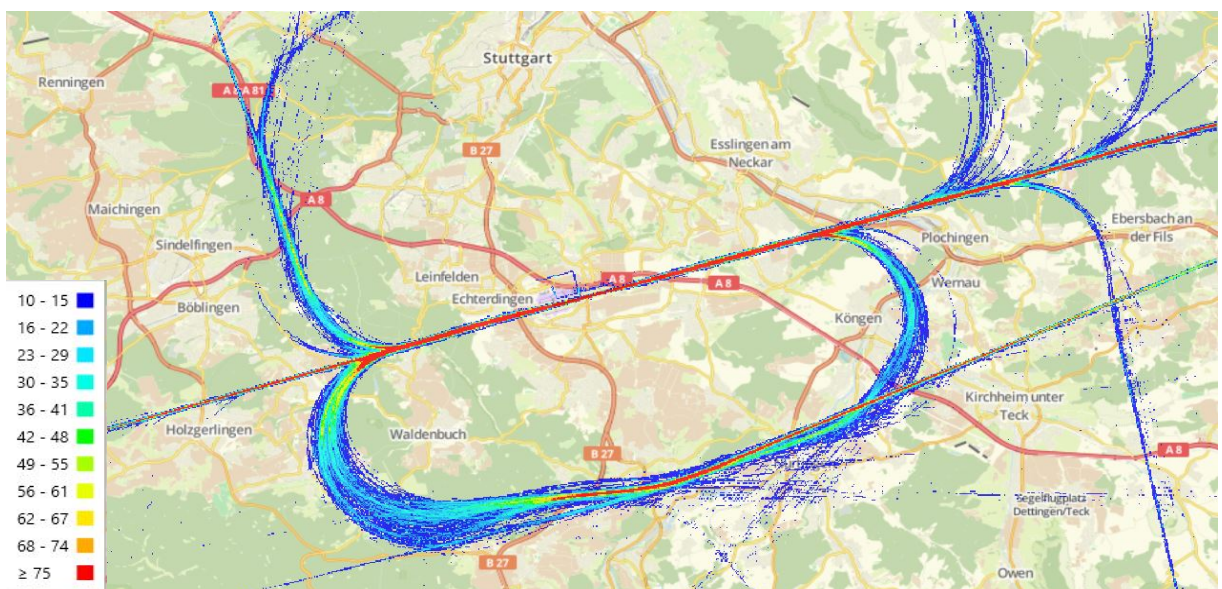 Stuttgart
Renningen
A 8
A 81
B 27
Esslingen am
Neckar
Maichingen
A 8
Ebersbach an
der Fils
Sindelfingen
Plochingen
Leinfelden
A 8
A 8
Wernau
Echterdingen
Böblingen
Köngen
Kirchheim unter
Teck
Holzgerlingen
Waldenbuch
B 27
A 8
Segelflugplatz
Dettingen/Teck
B 27
Owen
10 - 15
16 - 22
23 - 29
30 - 35
36 - 41
42 - 48
49 - 55
56 - 61
62 - 67
68 - 74
≥ 75